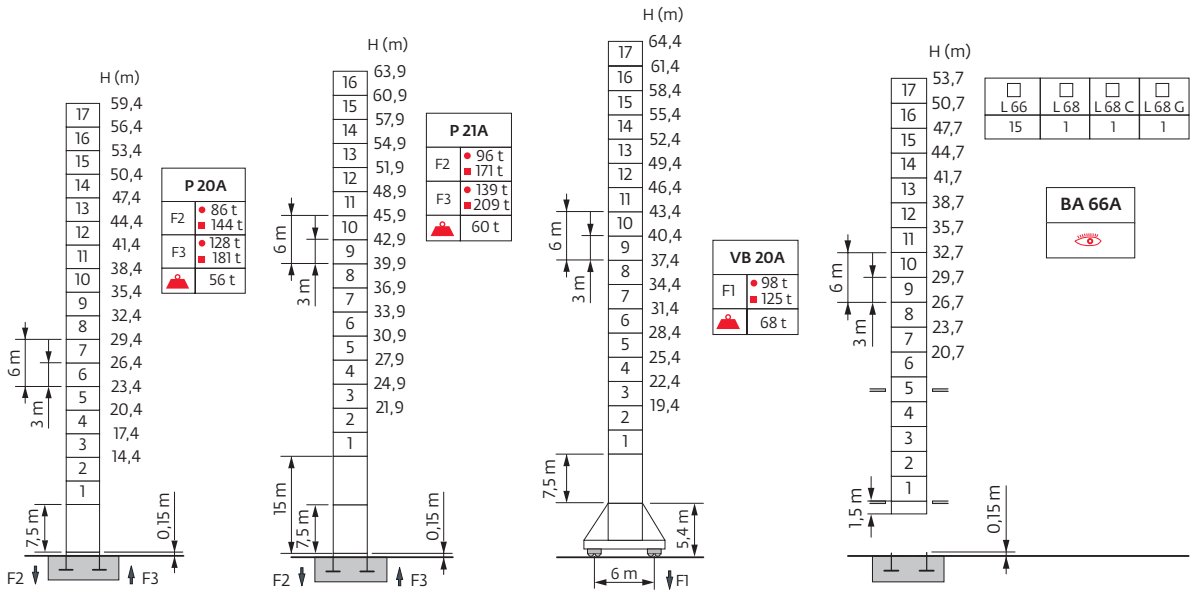 H (m)
17 59,4
16 56,4
15 53,4
14 50,4
13 47,4
12 44,4
11 41,4
10 38,4
9 35,4
8 32,4
7 29,4
6 26,4
5 23,4
4 20,4
3 17,4
2 14,4
1
6 m
3 m
7,5 m
0,15 m
F2 F3
P 20A
F2 86 t
144 t
F3 128 t
181 t
56 t
H (m)
16 63,9
15 60,9
14 57,9
13 54,9
12 51,9
11 48,9
10 45,9
9 42,9
8 39,9
7 36,9
6 33,9
5 30,9
4 27,9
3 24,9
2 21,9
1
6 m
3 m
15 m
7,5 m
0,15 m
F2 F3
P 21A
F2 96 t
171 t
F3 139 t
209 t
60 t
H (m)
17 64,4
16 61,4
15 58,4
14 55,4
13 52,4
12 49,4
11 46,4
10 43,4
9 40,4
8 37,4
7 34,4
6 31,4
5 28,4
4 25,4
3 22,4
2 19,4
1
6 m
3 m
7,5 m
5,4 m
6 m
F1
VB 20A
F1 98 t
125 t
68 t
H (m)
17 53,7
16 50,7
15 47,7
14 44,7
13 41,7
12 38,7
11 35,7
10 32,7
9 29,7
8 26,7
7 23,7
6 20,7
5
4
3
2
1
6 m
3 m
1,5 m
0,15 m
L 66 L 68 L 68 C L 68 G
15 1 1 1
BA 66A